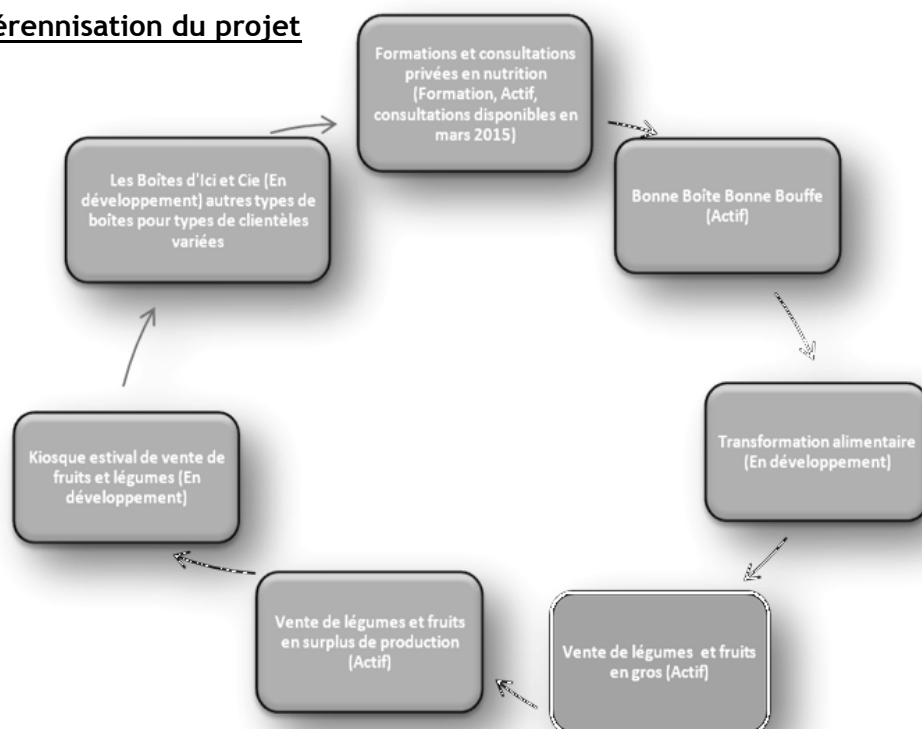 érennisation du projet
Formations et consultations
privées en nutrition
(Formation, Actif,
consultations disponibles en
mars 2015)
Bonne Boîte Bonne Bouffe
(Actif)
Transformation alimentaire
(En développement)
Vente de légumes et fruits
en gros (Actif)
Vente de légumes et fruits
en surplus de production
(Actif)
Kiosque estival de vente de
fruits et légumes (En
développement)
Les Boîtes d'Ici et Cie (En
développement) autres types de
boîtes pour types de clientèles
variées